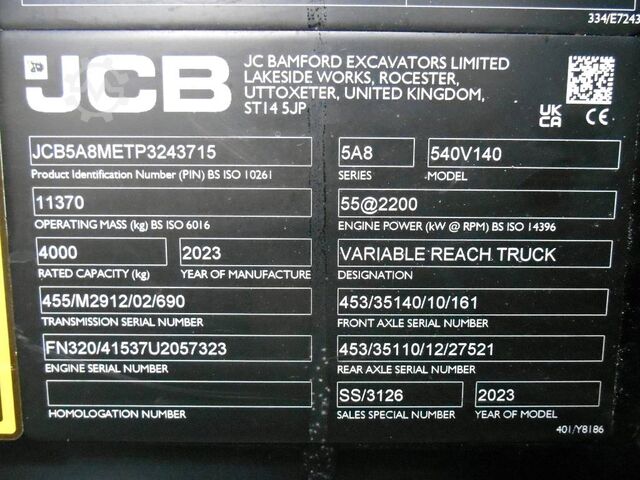 334/E7243
JCB
JC BAMFORD EXCAVATORS LIMITED
LAKESIDE WORKS, ROCESTER,
UTTOXETER, UNITED KINGDOM,
ST14 5JP
UK
CA
CE
JCB5A8METP3243715
5A8
540V140
Product Identification Number (PIN) BS ISO 10261
SERIES
MODEL
11370
55@2200
OPERATING MASS (kg) BS ISO 6016
ENGINE POWER (kW @ RPM) BS ISO 14396
4000
2023
VARIABLE REACH TRUCK
RATED CAPACITY (kg)
YEAR OF MANUFACTURE
DESIGNATION
455/M2912/02/690
453/35140/10/161
TRANSMISSION SERIAL NUMBER
FRONT AXLE SERIAL NUMBER
FN320/41537U2057323
453/35110/12/27521
ENGINE SERIAL NUMBER
REAR AXLE SERIAL NUMBER
SS/3126
2023
HOMOLOGATION NUMBER
SALES SPECIAL NUMBER
YEAR OF MODEL
401/Y8186